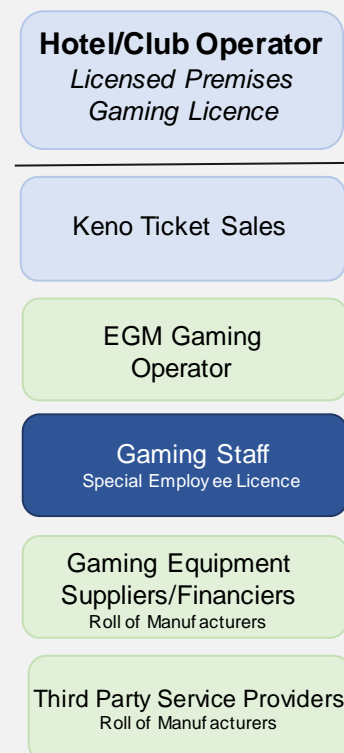 Hotel/Club Operator
Licensed Premises
Gaming Licence
Keno Ticket Sales
EGM Gaming
Operator
Gaming Staff
Special Employee Licence
Gaming Equipment
Suppliers/Financiers
Roll of Manufacturers
Third Party Service Providers
Roll of Manufacturers